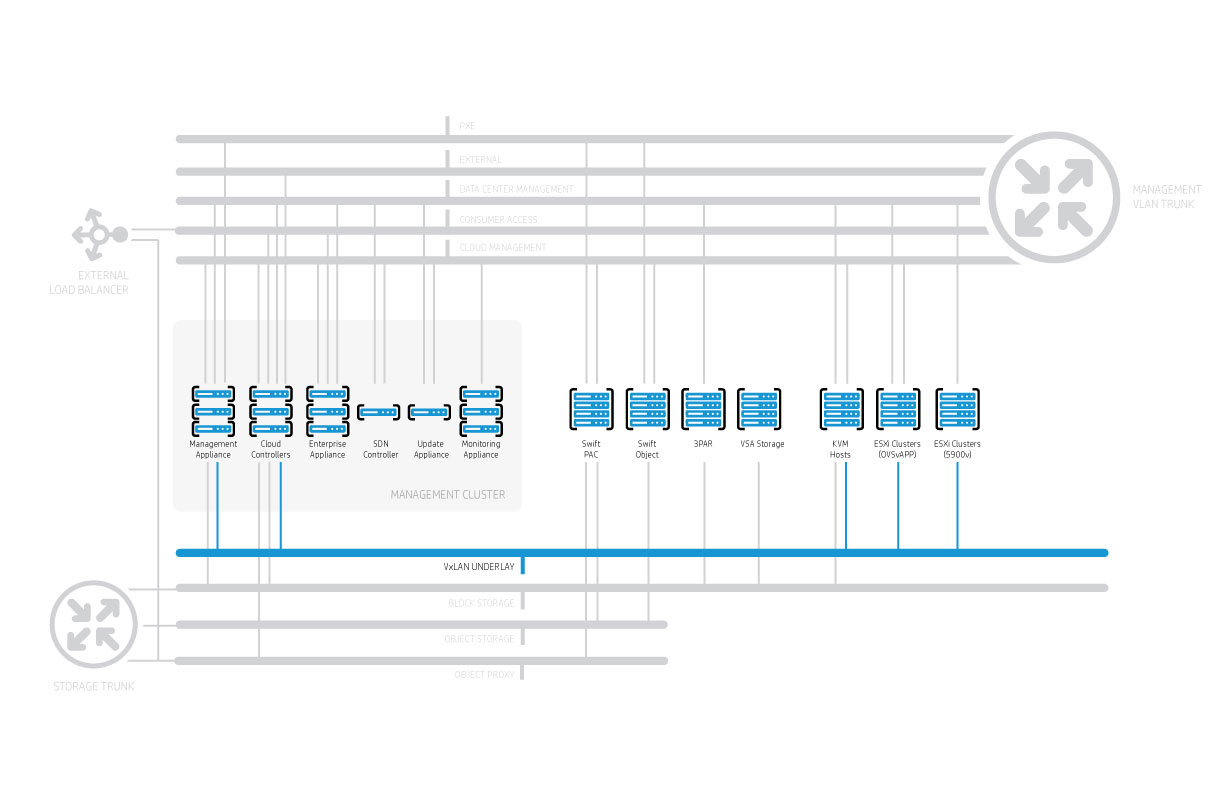 PXE
EXTERNAL
DATA CENTER MANAGEMENT
CONSUMER ACCESS
CLOUD MANAGEMENT
MANAGEMENT
VLAN TRUNK
EXTERNAL
LOAD BALANCER
Management
Appliance
Cloud
Controllers
Enterprise
Appliance
SDN
Controller
Update
Appliance
Monitoring
Appliance
Swift
PAC
Swift
Object
3PAR
VSA Storage
KVM
Hosts
ESXi Clusters
(OVSvAPP)
ESXi Clusters
(5900v)
MANAGEMENT CLUSTER
VxLAN UNDERLAY
BLOCK STORAGE
OBJECT STORAGE
OBJECT PROXY
STORAGE TRUNK